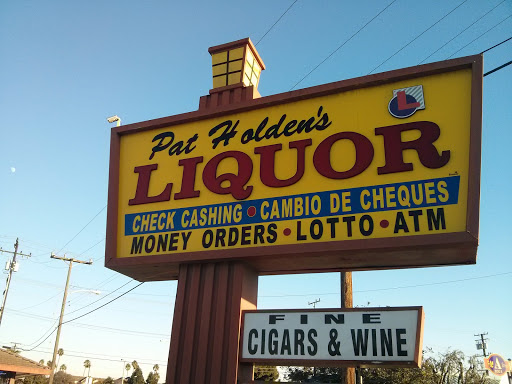 Pat Holden's
LIQUOR
CHECK CASHING • CAMBIO DE CHEQUES
MONEY ORDERS • LOTTO • ATM
FINE
CIGARS & WINE